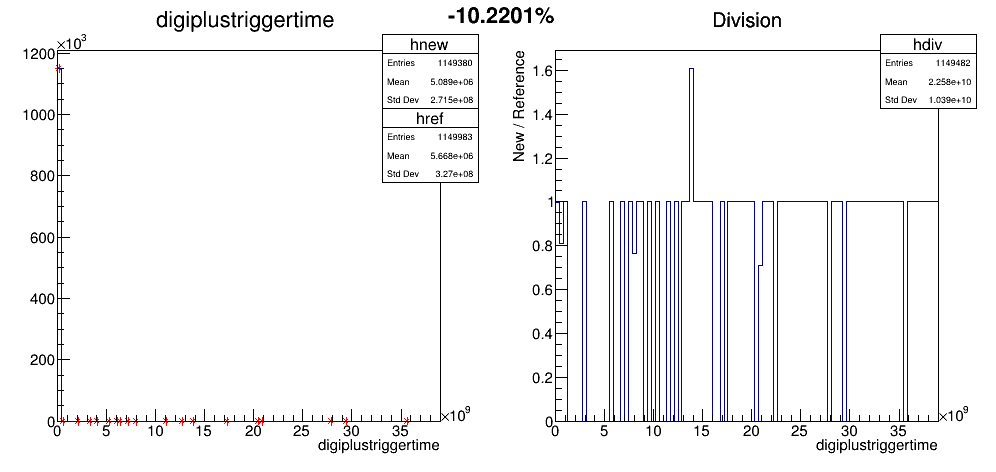 -10.2201%
digiplustriggertime
×10³
hnew
Entries 1149380
Mean 5.089e+06
Std Dev 2.715e+08
href
Entries 1149983
Mean 5.668e+06
Std Dev 3.27e+08
1200
1000
800
600
400
200
0
0 5 10 15 20 25 30 35
×10⁹
digiplustriggertime
Division
hdiv
Entries 1149482
Mean 2.258e+10
Std Dev 1.039e+10
New / Reference
1.6
1.4
1.2
1
0.8
0.6
0.4
0.2
0
0 5 10 15 20 25 30 35
×10⁹
digiplustriggertime